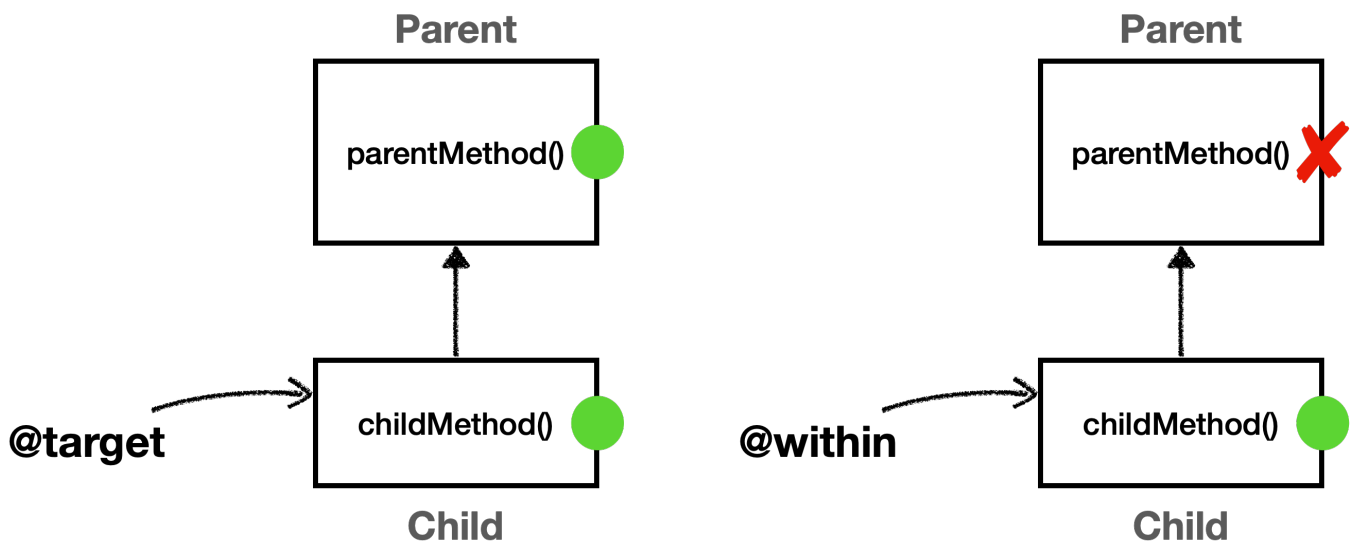 Parent
parentMethod()
@target
childMethod()
Child
Parent
parentMethod()
@within
childMethod()
Child